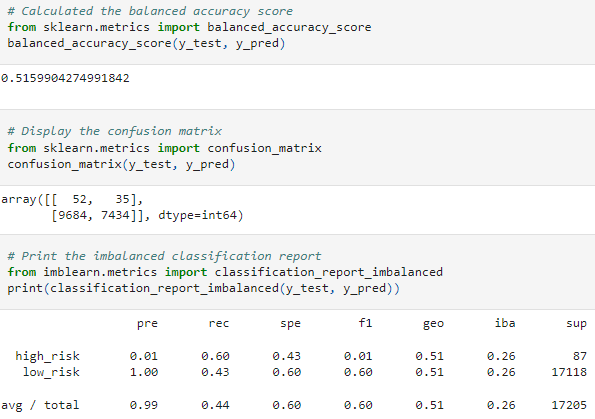 # Calculated the balanced accuracy score
from sklearn.metrics import balanced_accuracy_score
balanced_accuracy_score(y_test, y_pred)
0.5159904274991842
# Display the confusion matrix
from sklearn.metrics import confusion_matrix
confusion_matrix(y_test, y_pred)
array([[  52,   35],
       [9684, 7434]], dtype=int64)
# Print the imbalanced classification report
from imblearn.metrics import classification_report_imbalanced
print(classification_report_imbalanced(y_test, y_pred))
                   pre       rec       spe        f1       geo       iba       sup
  high_risk       0.01      0.60      0.43      0.01      0.51      0.26        87
   low_risk       1.00      0.43      0.60      0.60      0.51      0.26     17118
avg / total       0.99      0.44      0.60      0.60      0.51      0.26     17205